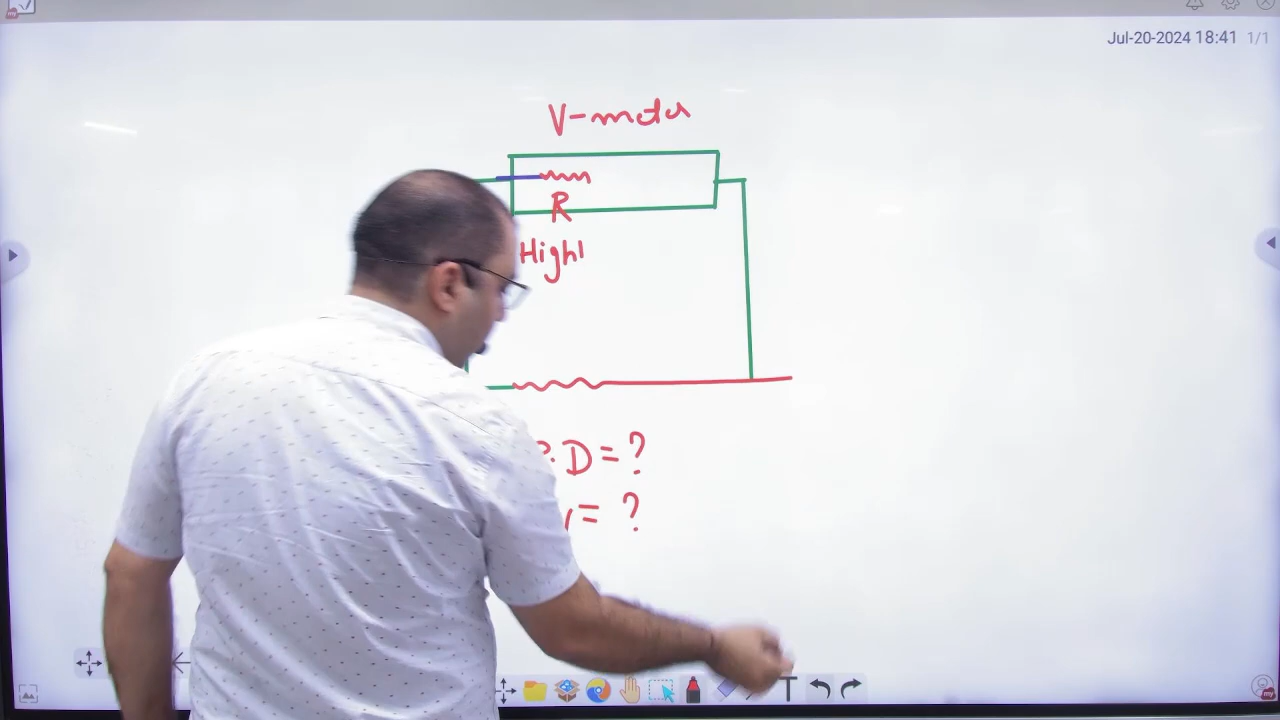 Jul-20-2024 18:41 1/1
V-meter
R
High
P.D = ?
V = ?
T